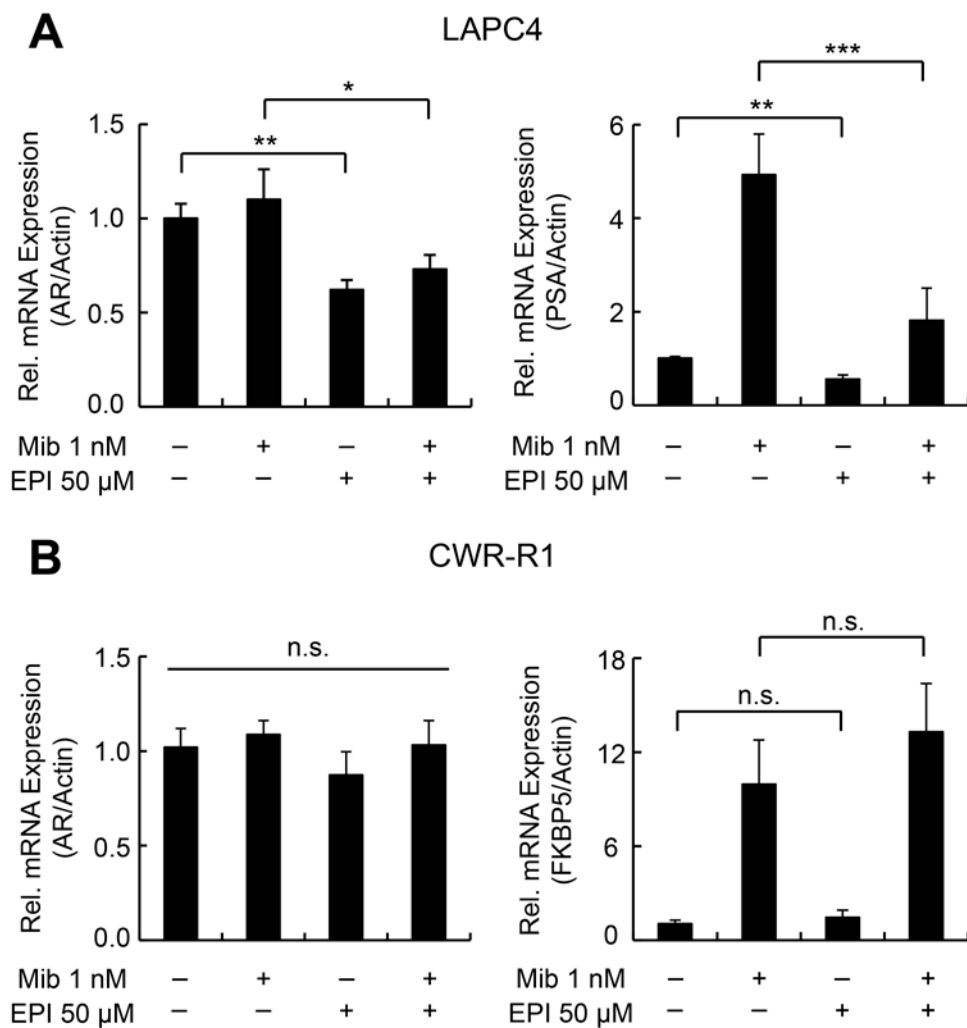 A
LAPC4
Rel. mRNA Expression
(AR/Actin)
1.5
1.0
0.5
0.0
**
*
Mib 1 nM – + – +
EPI 50 µM – – + +
Rel. mRNA Expression
(PSA/Actin)
6
4
2
0
**
***
– + – +
Mib 1 nM
– – + +
EPI 50 µM
B
CWR-R1
Rel. mRNA Expression
(AR/Actin)
1.5
1.0
0.5
0.0
n.s.
Mib 1 nM – + – +
EPI 50 µM – – + +
Rel. mRNA Expression
(FKBP5/Actin)
18
12
6
0
n.s.
n.s.
Mib 1 nM – + – +
EPI 50 µM – – + +